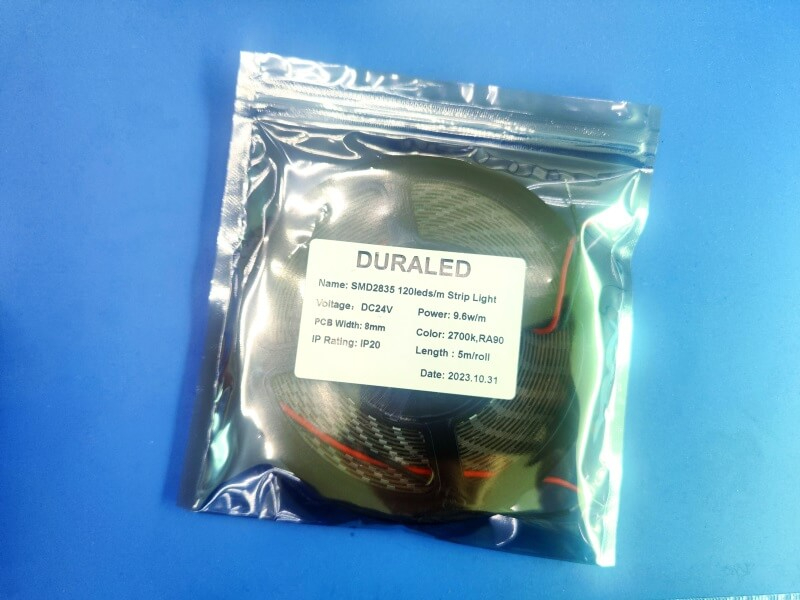 DURALED
Name: SMD2835 120leds/m Strip Light
Voltage: DC24V
Power: 9.6w/m
PCB Width: 8mm
Color: 2700k,RA90
IP Rating: IP20
Length : 5m/roll
Date: 2023.10.31